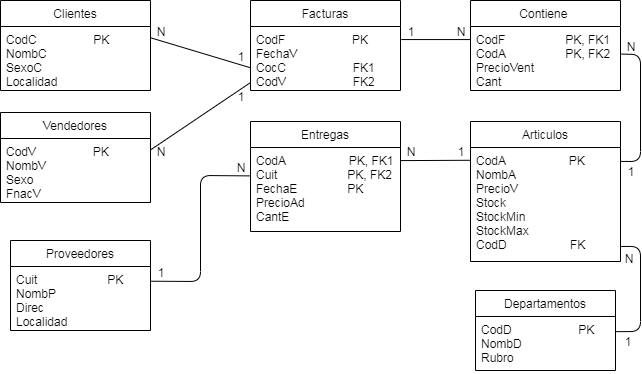 Clientes
CodC PK
NombC
SexoC
Localidad
N
1
Facturas
CodF PK
FechaV
CocC FK1
CodV FK2
1
N
Contiene
CodF PK, FK1
CodA PK, FK2
PrecioVent
Cant
N
1
Vendedores
CodV PK
NombV
Sexo
FnacV
N
1
Entregas
CodA PK, FK1
Cuit PK, FK2
FechaE PK
PrecioAd
CantE
N
N
1
Articulos
CodA PK
NombA
PrecioV
Stock
StockMin
StockMax
CodD FK
N
Proveedores
Cuit PK
NombP
Direc
Localidad
1
Departamentos
CodD PK
NombD
Rubro
1